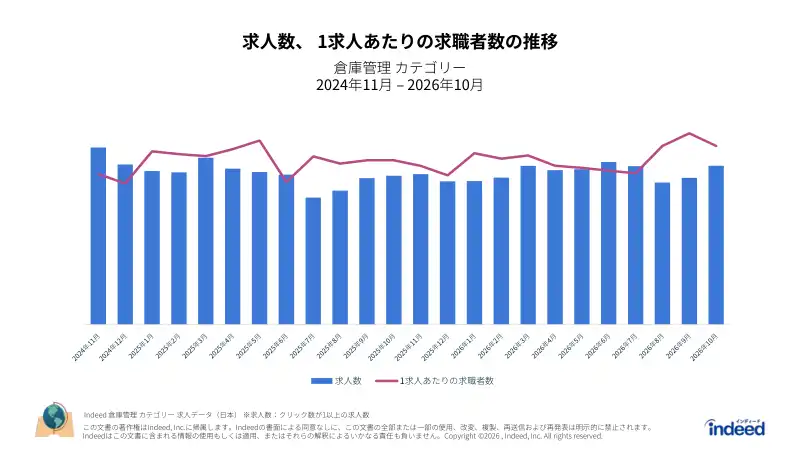 求人数、 1求人あたりの求職者数の推移
倉庫管理 カテゴリー
2024年11月 – 2026年10月
2024年11月
2024年12月
2025年1月
2025年2月
2025年3月
2025年4月
2025年5月
2025年6月
2025年7月
2025年8月
2025年9月
2025年10月
2025年11月
2025年12月
2026年1月
2026年2月
2026年3月
2026年4月
2026年5月
2026年6月
2026年7月
2026年8月
2026年9月
2026年10月
求人数
1求人あたりの求職者数
Indeed 倉庫管理 カテゴリー 求人データ（日本） ※求人数：クリック数が1以上の求人数
この文書の著作権はIndeed, Inc.に帰属します。Indeedの書面による同意なしに、この文書の全部または一部の使用、改変、複製、再送信および再発表は明示的に禁止されます。
Indeedはこの文書に含まれる情報の使用もしくは適用、またはそれらの解釈によるいかなる責任も負いません。Copyright ©2026 , Indeed, Inc. All rights reserved.
インディード
indeed